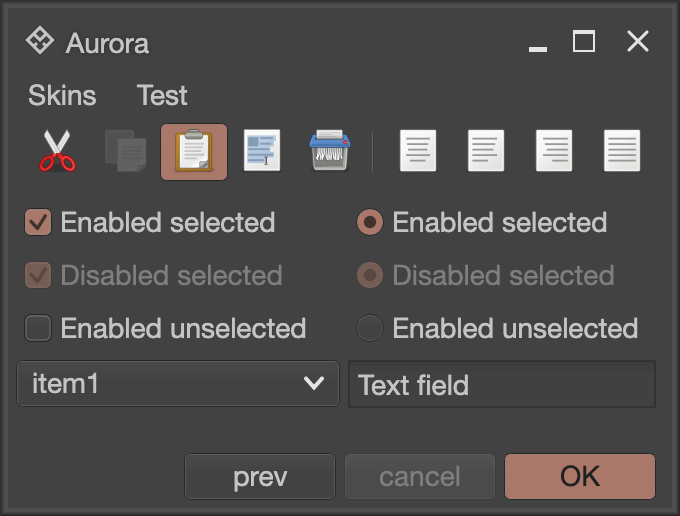 Aurora
Skins Test
Enabled selected Enabled selected
Disabled selected Disabled selected
Enabled unselected Enabled unselected
item1 Text field
prev cancel OK